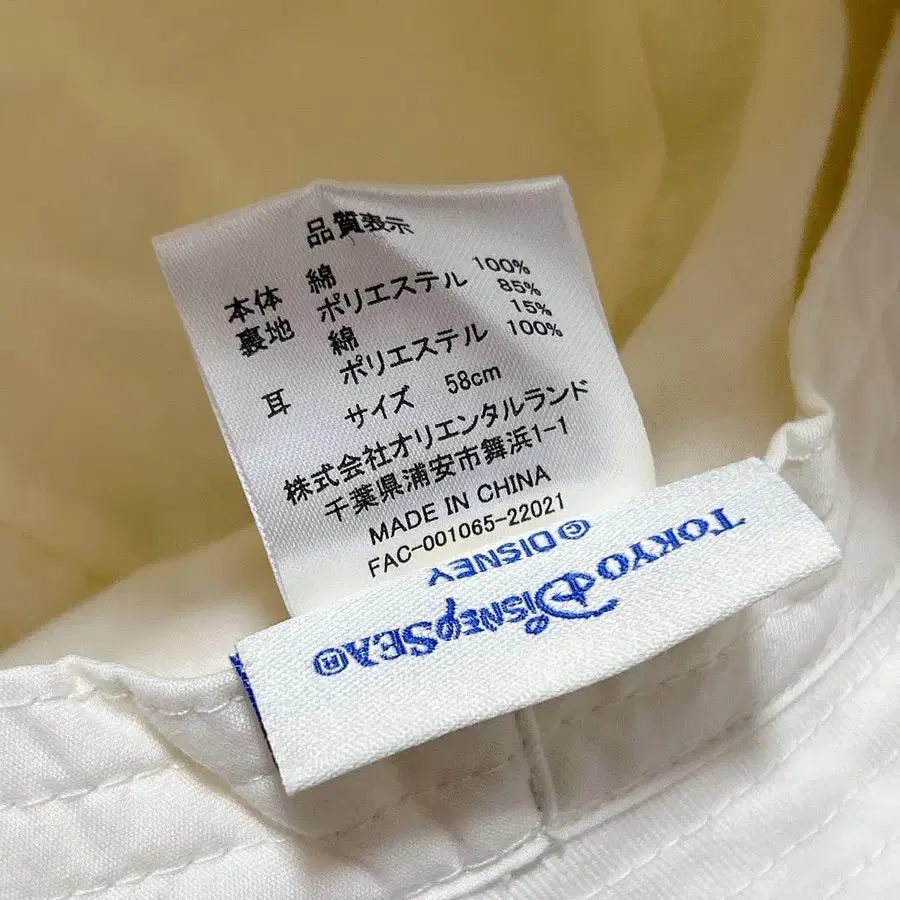 品質表示
本体 綿 100%
裏地 ポリエステル 85%
綿 15%
耳 ポリエステル 100%
サイズ 58cm
株式会社オリエンタルランド
千葉県浦安市舞浜1-1
MADE IN CHINA
FAC-001065-22021
TOKYO DISNEYSEA®
© DISNEY